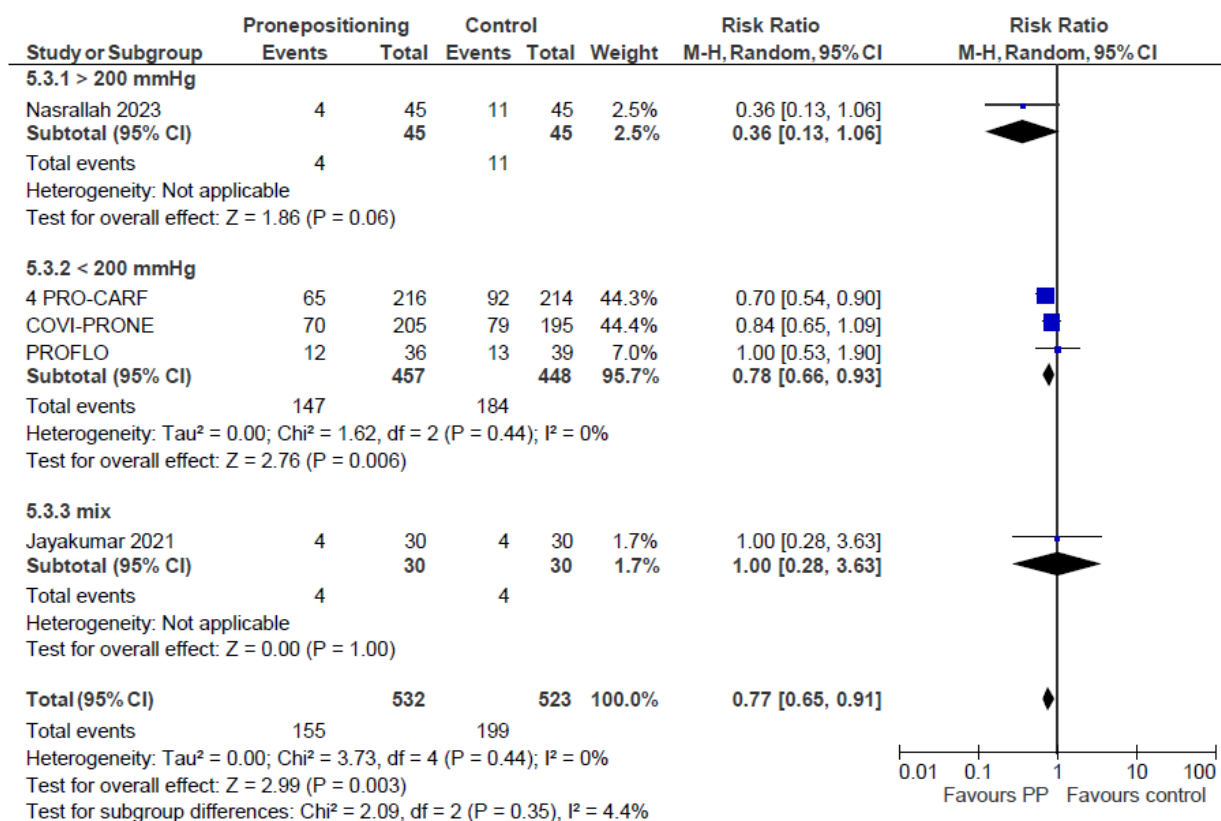 Pronepositioning Control Risk Ratio Risk Ratio
Study or Subgroup Events Total Events Total Weight M-H, Random, 95% CI M-H, Random, 95% CI
5.3.1 > 200 mmHg
Nasrallah 2023 4 45 11 45 2.5% 0.36 [0.13, 1.06]
Subtotal (95% CI) 45 45 2.5% 0.36 [0.13, 1.06]
Total events 4 11
Heterogeneity: Not applicable
Test for overall effect: Z = 1.86 (P = 0.06)
5.3.2 < 200 mmHg
4 PRO-CARF 65 216 92 214 44.3% 0.70 [0.54, 0.90]
COVI-PRONE 70 205 79 195 44.4% 0.84 [0.65, 1.09]
PROFLO 12 36 13 39 7.0% 1.00 [0.53, 1.90]
Subtotal (95% CI) 457 448 95.7% 0.78 [0.66, 0.93]
Total events 147 184
Heterogeneity: Tau² = 0.00; Chi² = 1.62, df = 2 (P = 0.44); I² = 0%
Test for overall effect: Z = 2.76 (P = 0.006)
5.3.3 mix
Jayakumar 2021 4 30 4 30 1.7% 1.00 [0.28, 3.63]
Subtotal (95% CI) 30 30 1.7% 1.00 [0.28, 3.63]
Total events 4 4
Heterogeneity: Not applicable
Test for overall effect: Z = 0.00 (P = 1.00)
Total (95% CI) 532 523 100.0% 0.77 [0.65, 0.91]
Total events 155 199
Heterogeneity: Tau² = 0.00; Chi² = 3.73, df = 4 (P = 0.44); I² = 0%
Test for overall effect: Z = 2.99 (P = 0.003)
Test for subgroup differences: Chi² = 2.09, df = 2 (P = 0.35), I² = 4.4%
0.01 0.1 1 10 100
Favours PP Favours control